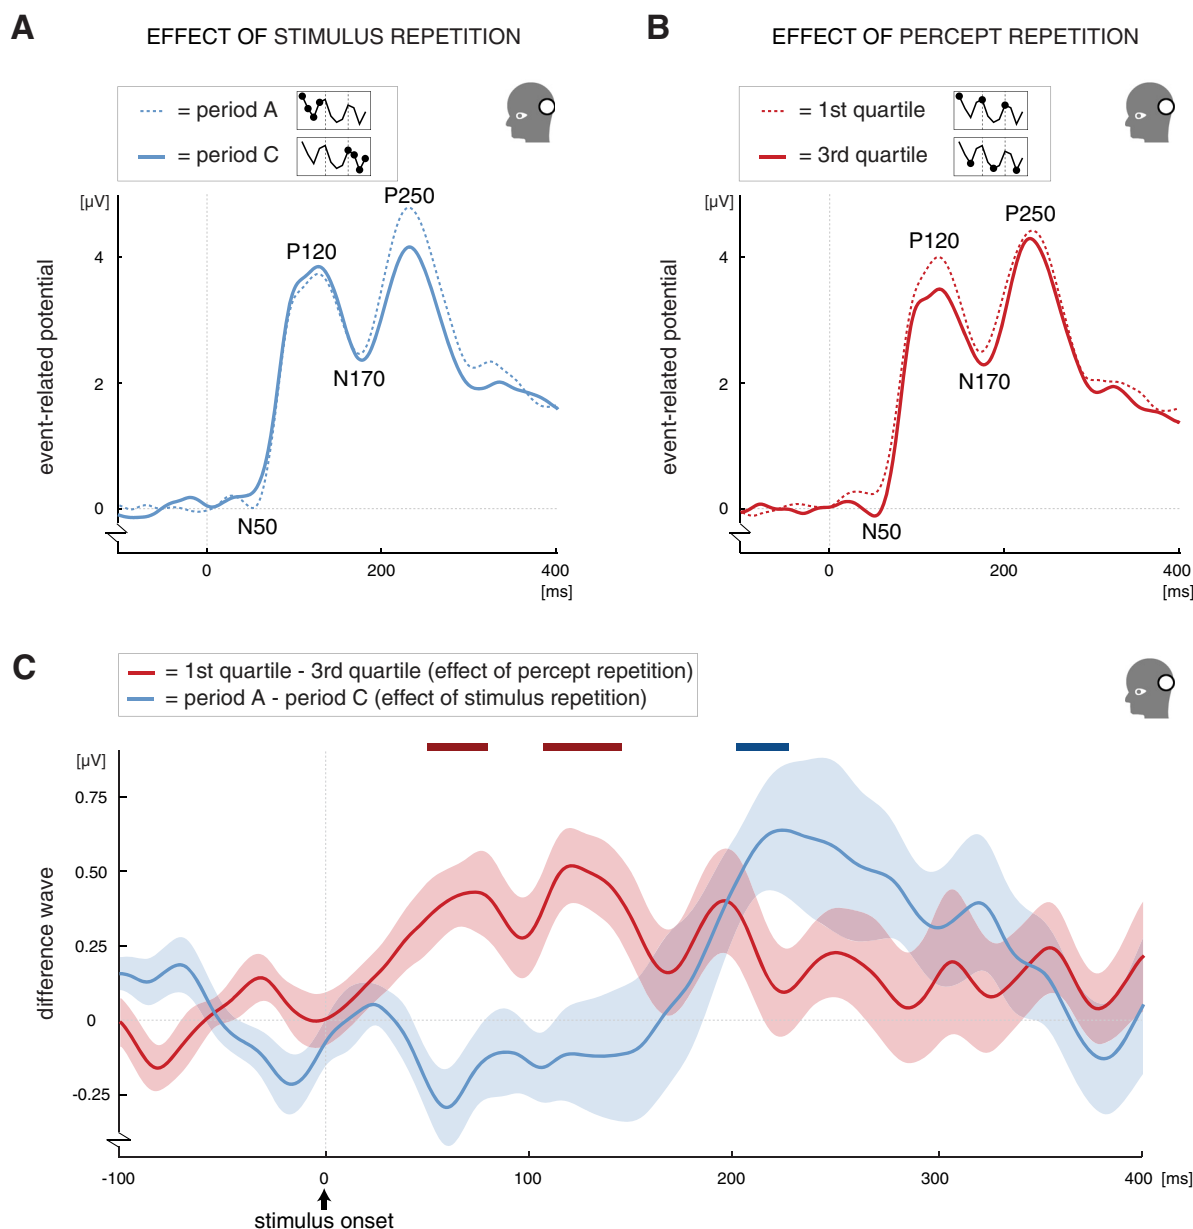 A
EFFECT OF STIMULUS REPETITION
= period A
= period C
[µV]
P250
P120
N170
N50
4
2
0
event-related potential
0
200
400
[ms]
B
EFFECT OF PERCEPT REPETITION
= 1st quartile
= 3rd quartile
[µV]
P250
P120
N170
N50
4
2
0
event-related potential
0
200
400
[ms]
C
= 1st quartile - 3rd quartile (effect of percept repetition)
= period A - period C (effect of stimulus repetition)
[µV]
0.75
0.50
0.25
0
-0.25
difference wave
-100
0
100
200
300
400
[ms]
stimulus onset